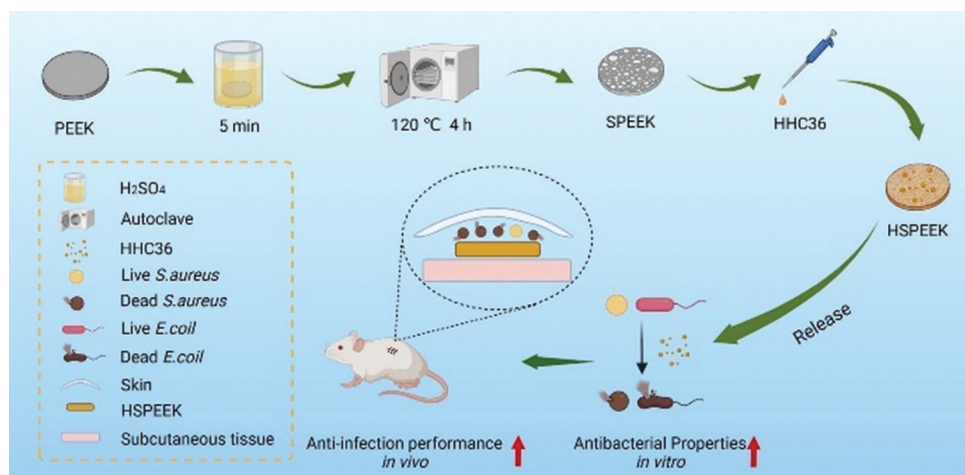 PEEK
5 min
120 ℃ 4 h
SPEEK
HHC36
HSPEEK
H2SO4
Autoclave
HHC36
Live S.aureus
Dead S.aureus
Live E.coil
Dead E.coil
Skin
HSPEEK
Subcutaneous tissue
Release
Anti-infection performance
in vivo
Antibacterial Properties
in vitro